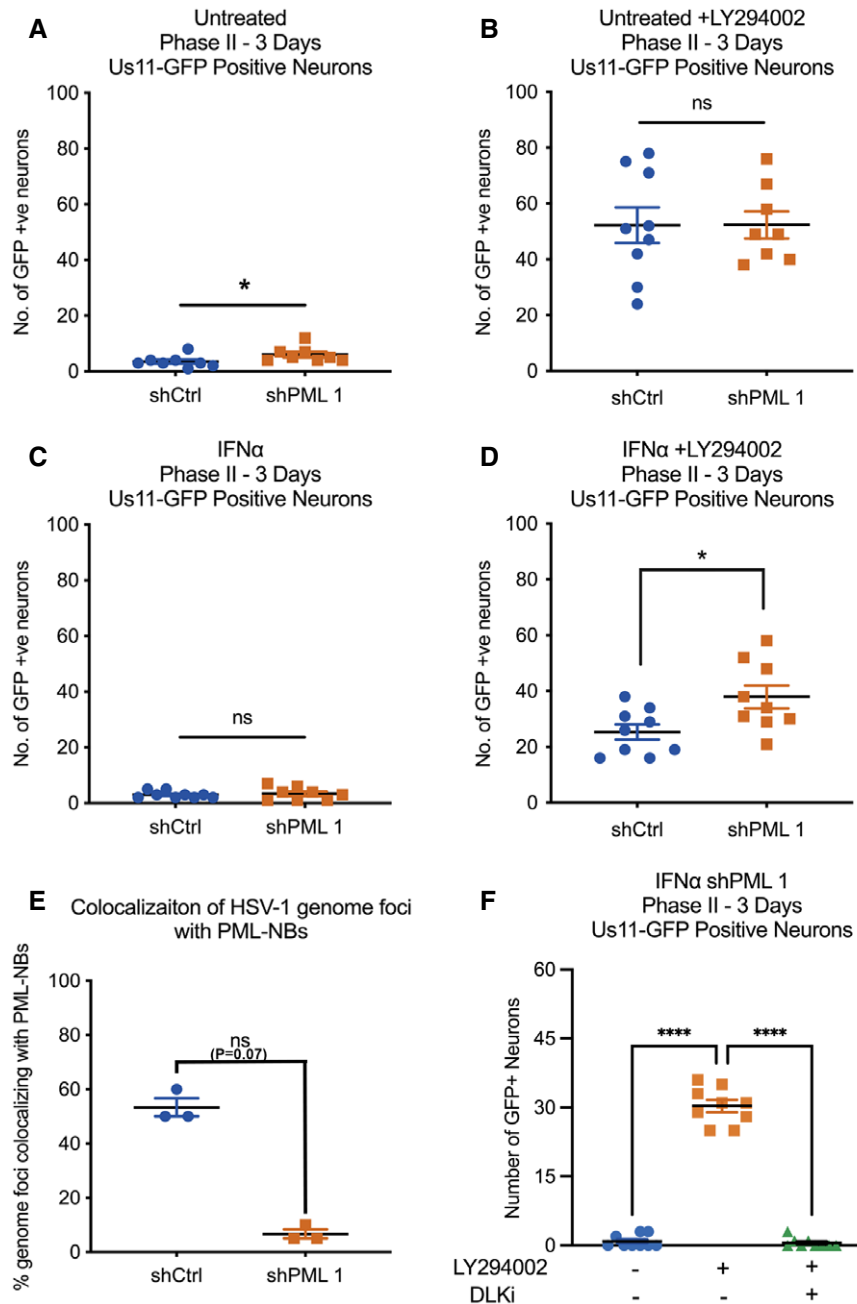 A
Untreated
Phase II - 3 Days
Us11-GFP Positive Neurons
No. of GFP +ve neurons
100
80
60
40
20
0
*
shCtrl
shPML 1
B
Untreated +LY294002
Phase II - 3 Days
Us11-GFP Positive Neurons
No. of GFP +ve neurons
100
80
60
40
20
0
ns
shCtrl
shPML 1
C
IFNα
Phase II - 3 Days
Us11-GFP Positive Neurons
No. of GFP +ve neurons
100
80
60
40
20
0
ns
shCtrl
shPML 1
D
IFNα +LY294002
Phase II - 3 Days
Us11-GFP Positive Neurons
No. of GFP +ve neurons
100
80
60
40
20
0
*
shCtrl
shPML 1
E
Colocalizaiton of HSV-1 genome foci
with PML-NBs
% genome foci colocalizing with PML-NBs
100
80
60
40
20
0
ns
(P=0.07)
shCtrl
shPML 1
F
IFNα shPML 1
Phase II - 3 Days
Us11-GFP Positive Neurons
Number of GFP+ Neurons
60
45
30
15
0
**** ****
LY294002 - + +
DLKi - - +